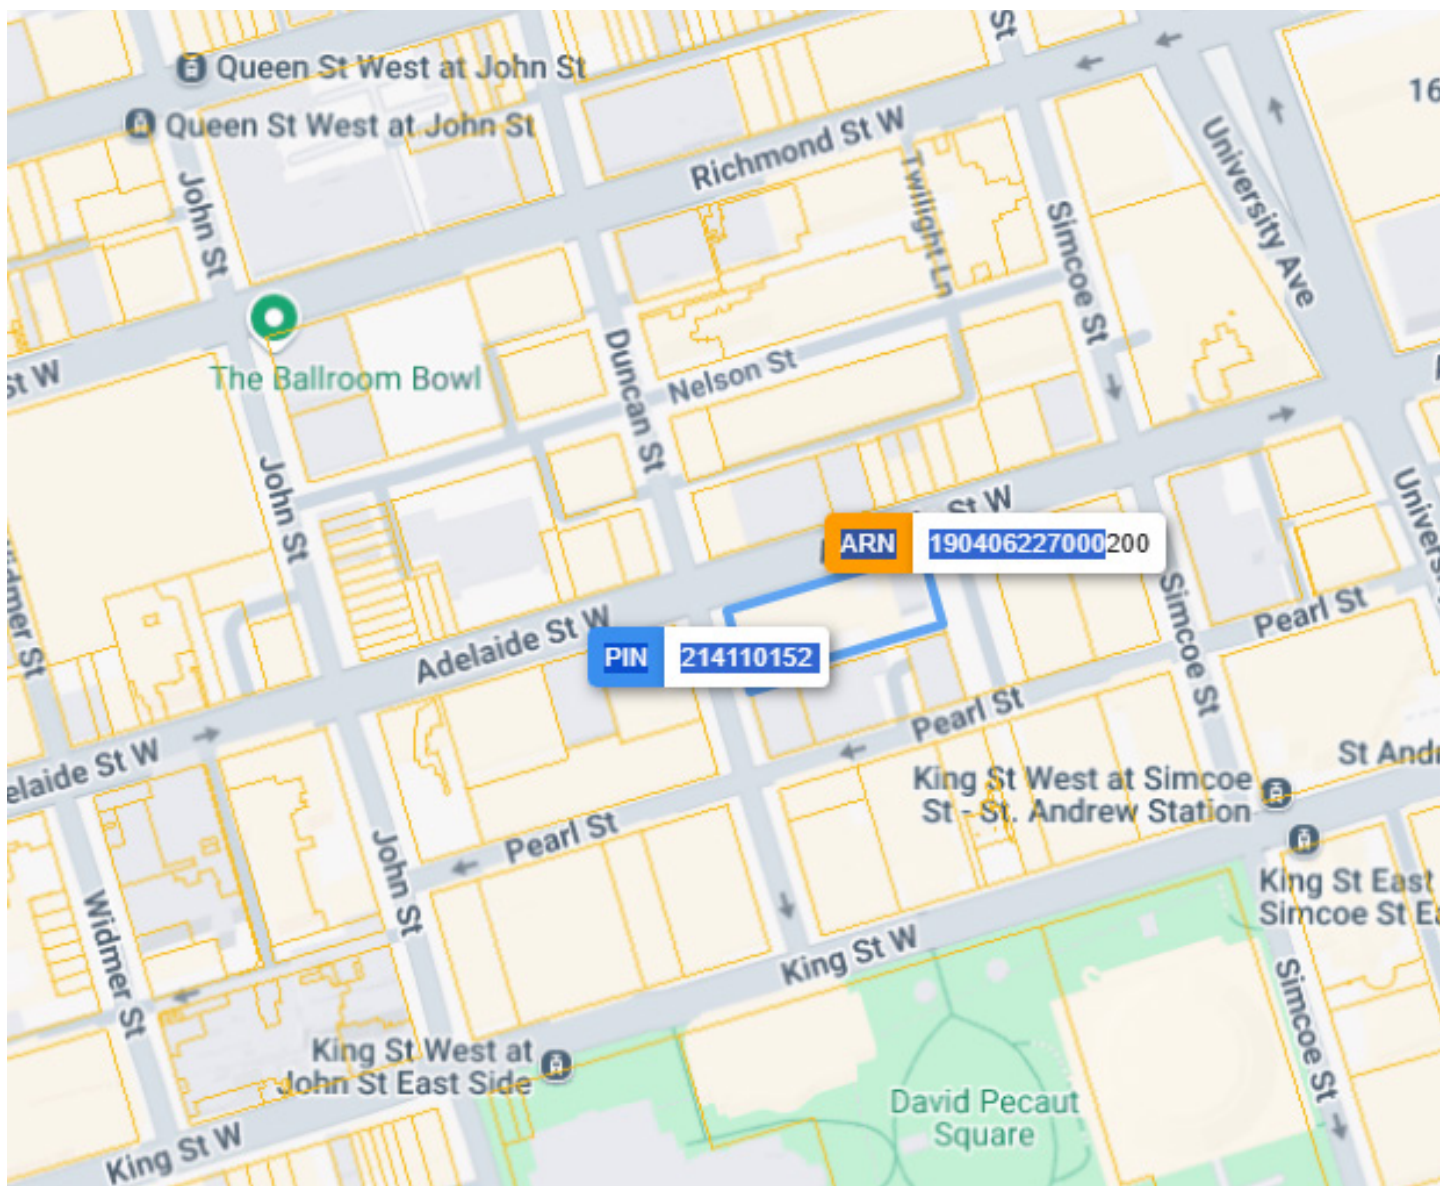 St
Queen St West at John St
Queen St West at John St
16
Richmond St W
University Ave
Twilight Ln
John St
Simcoe St
The Ballroom Bowl
St W
Duncan St
Nelson St
John St
St W
ARN 190406227000200
Simcoe St
Pearl St
Adelaide St W
PIN 214110152
Widmer St
Pearl St
elaide St W
King St West at Simcoe
St - St. Andrew Station
St Andr
John St
Pearl St
King St East
Simcoe St Ea
Widmer St
King St W
Simcoe St
King St West at
John St East Side
David Pecaut
Square
King St W